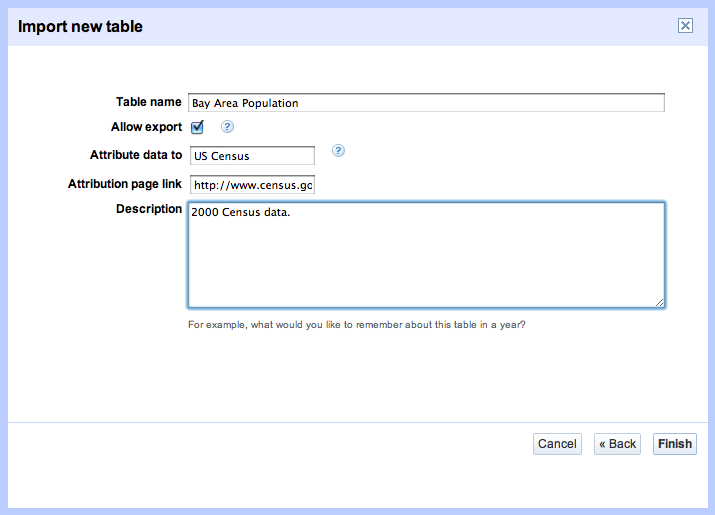 Import new table
Table name Bay Area Population
Allow export ?
Attribute data to US Census ?
Attribution page link http://www.census.go
Description 2000 Census data.
For example, what would you like to remember about this table in a year?
Cancel « Back Finish